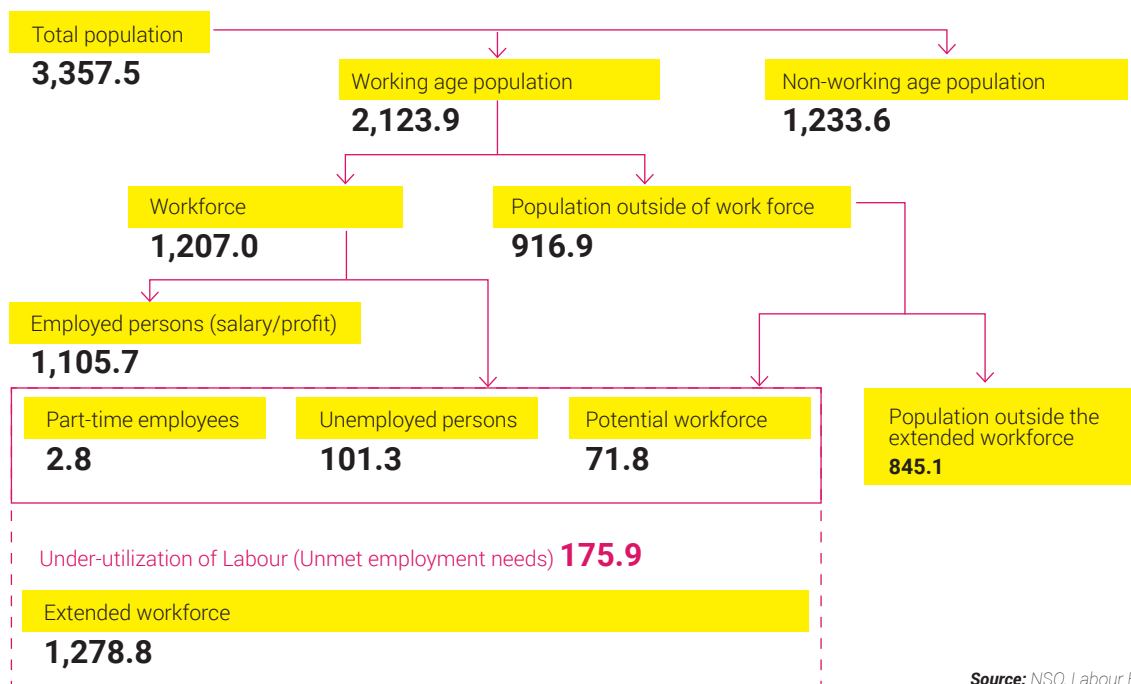 Total population
3,357.5
Working age population
2,123.9
Non-working age population
1,233.6
Workforce
1,207.0
Population outside of work force
916.9
Employed persons (salary/profit)
1,105.7
Part-time employees
2.8
Unemployed persons
101.3
Potential workforce
71.8
Population outside the
extended workforce
845.1
Under-utilization of Labour (Unmet employment needs) 175.9
Extended workforce
1,278.8
Source: NSO, Labour